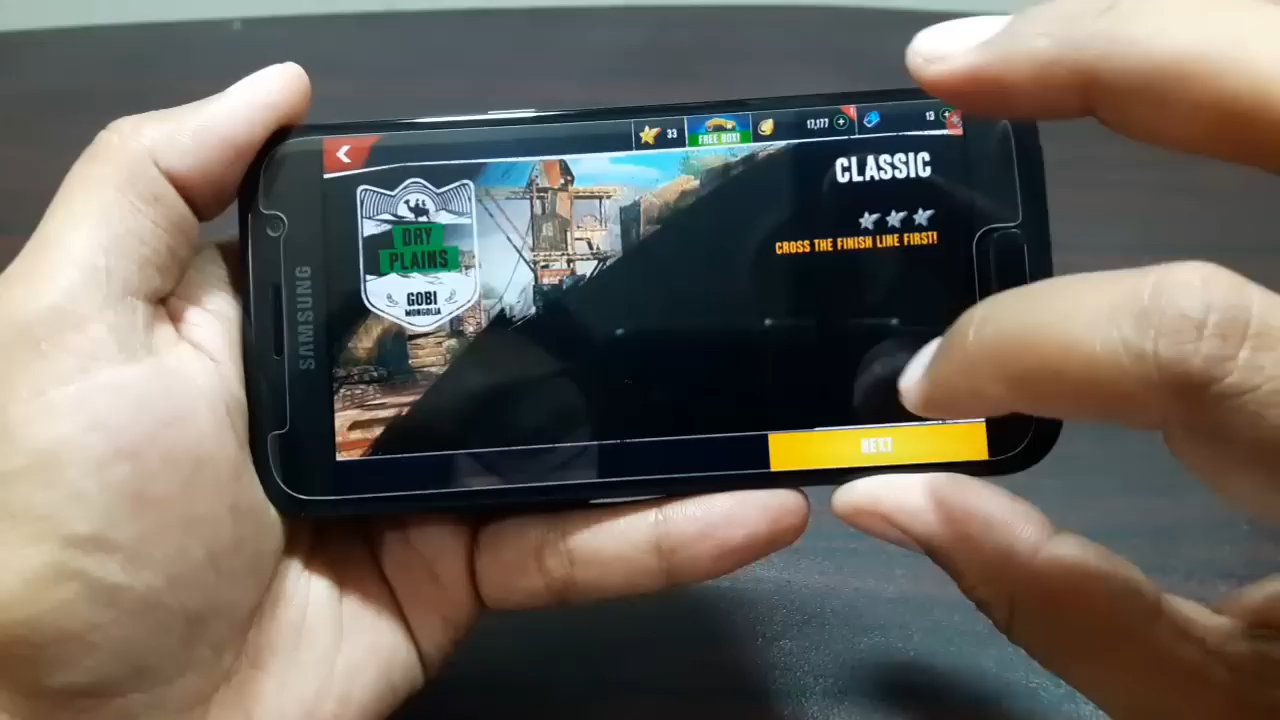 SAMSUNG
33
FREE BOX!
17,177
13
CLASSIC
CROSS THE FINISH LINE FIRST!
DRY
PLAINS
GOBI
MONGOLIA
NEXT